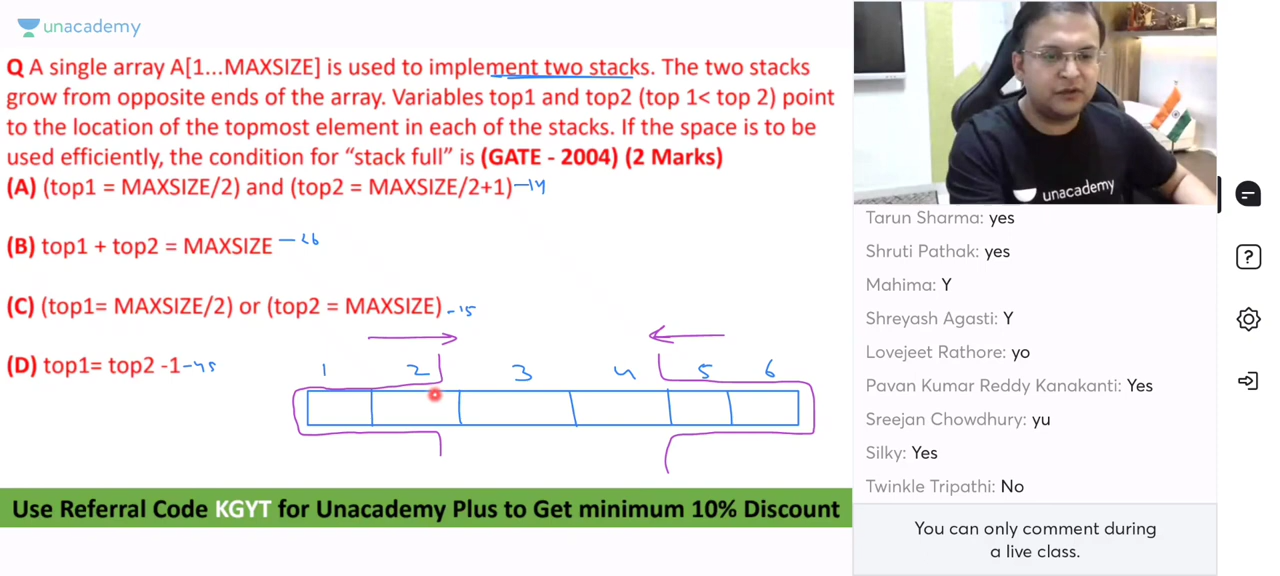 unacademy
Q A single array A[1...MAXSIZE] is used to implement two stacks. The two stacks
grow from opposite ends of the array. Variables top1 and top2 (top 1< top 2) point
to the location of the topmost element in each of the stacks. If the space is to be
used efficiently, the condition for “stack full” is (GATE - 2004) (2 Marks)
(A) (top1 = MAXSIZE/2) and (top2 = MAXSIZE/2+1) -14
(B) top1 + top2 = MAXSIZE -26
(C) (top1= MAXSIZE/2) or (top2 = MAXSIZE) -15
(D) top1= top2 -1 -45
1 2 3 4 5 6
Use Referral Code KGYT for Unacademy Plus to Get minimum 10% Discount
unacademy
Tarun Sharma: yes
Shruti Pathak: yes
Mahima: Y
Shreyash Agasti: Y
Lovejeet Rathore: yo
Pavan Kumar Reddy Kanakanti: Yes
Sreejan Chowdhury: yu
Silky: Yes
Twinkle Tripathi: No
You can only comment during
a live class.
?